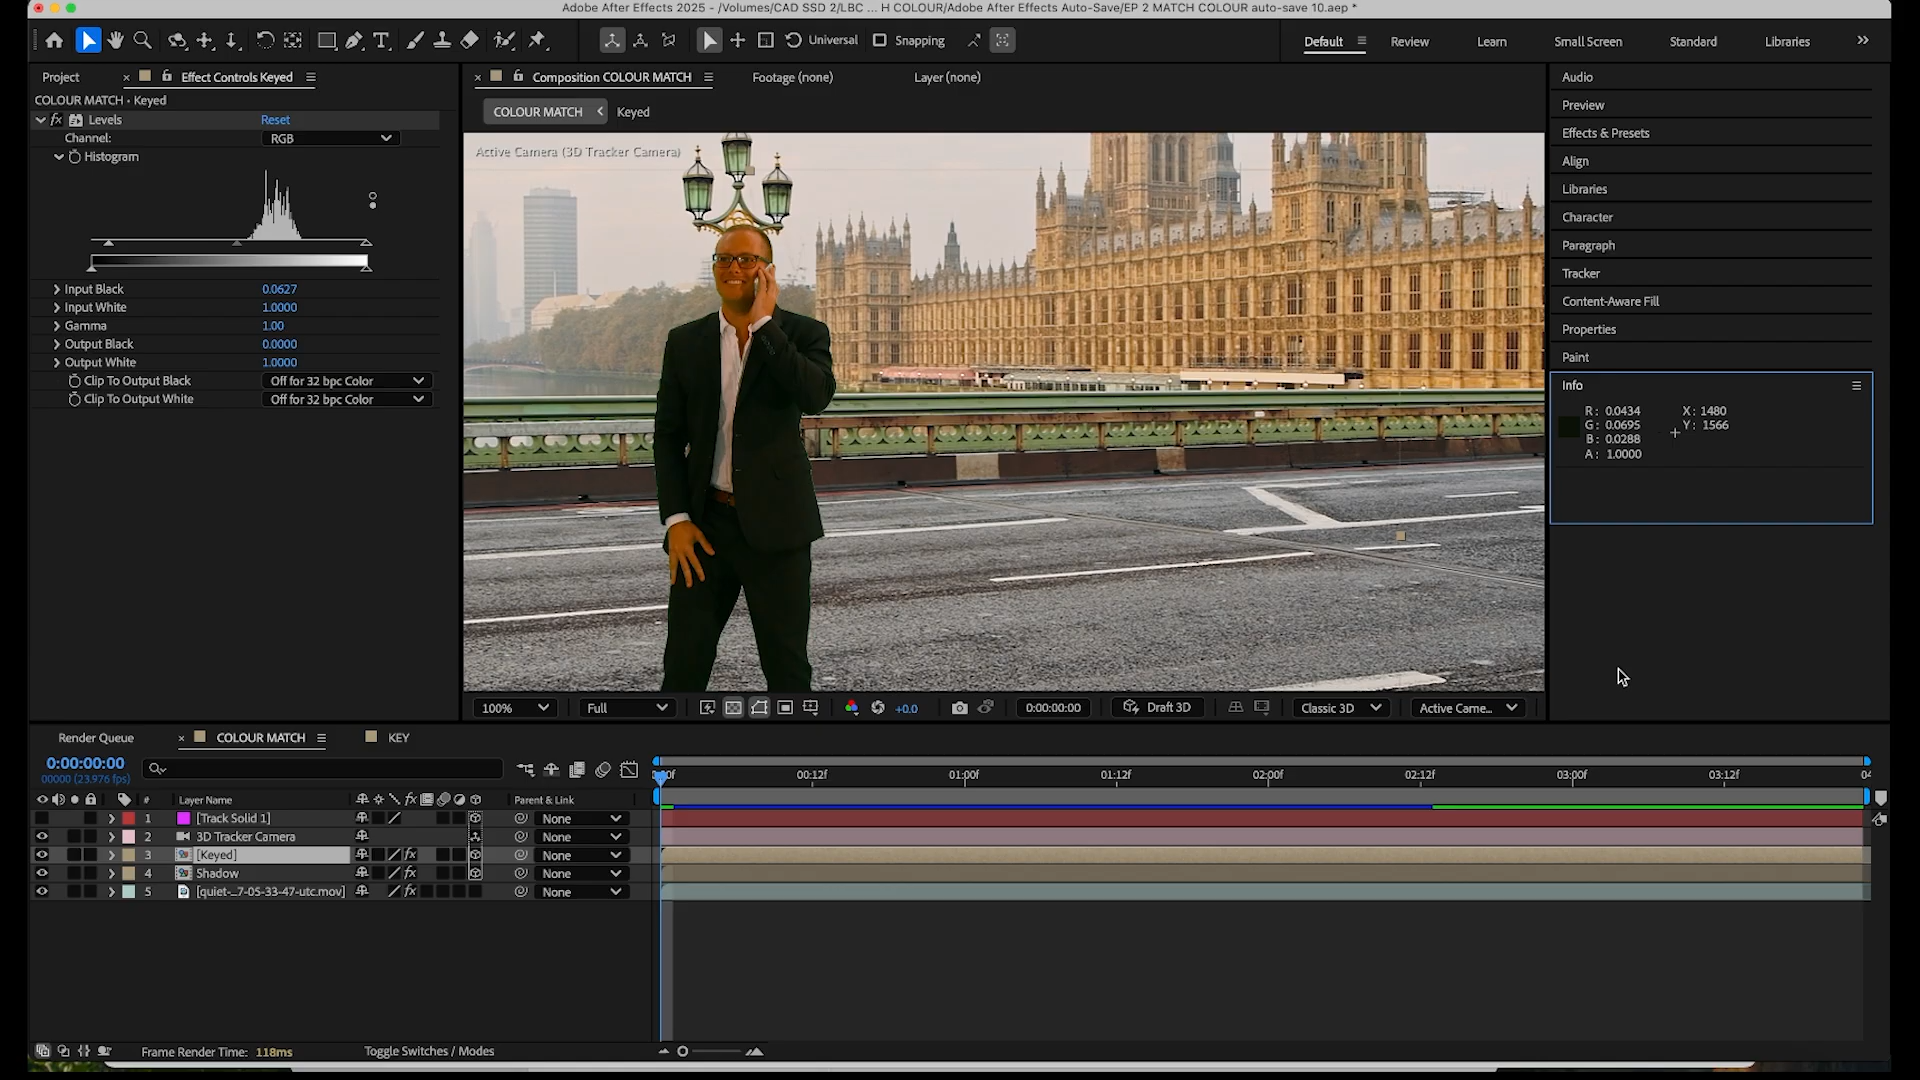 Adobe After Effects 2025 - /Volumes/CAD SSD 2/LBC ... H COLOUR/Adobe After Effects Auto-Save/EP 2 MATCH COLOUR auto-save 10.aep *
Universal
Snapping
Default
Review
Learn
Small Screen
Standard
Libraries
Project
Effect Controls Keyed
Composition COLOUR MATCH
Footage (none)
Layer (none)
COLOUR MATCH • Keyed
COLOUR MATCH
Keyed
fx Levels
Reset
Channel:
RGB
Histogram
Active Camera (3D Tracker Camera)
Input Black
0.0627
Input White
1.0000
Gamma
1.00
Output Black
0.0000
Output White
1.0000
Clip To Output Black
Off for 32 bpc Color
Clip To Output White
Off for 32 bpc Color
Audio
Preview
Effects & Presets
Align
Libraries
Character
Paragraph
Tracker
Content-Aware Fill
Properties
Paint
Info
R: 0.0434
X: 1480
G: 0.0695
Y: 1566
B: 0.0288
A: 1.0000
100%
Full
+0.0
0:00:00:00
Draft 3D
Classic 3D
Active Came...
Render Queue
COLOUR MATCH
KEY
0:00:00:00
00000 (23.976 fps)
00:12f
01:00f
01:12f
02:00f
02:12f
03:00f
03:12f
# Layer Name
fx
Parent & Link
1 [Track Solid 1]
None
2 3D Tracker Camera
None
3 [Keyed]
fx
None
4 Shadow
fx
None
5 [quiet-_7-05-33-47-utc.mov]
fx
None
Frame Render Time: 118ms
Toggle Switches / Modes